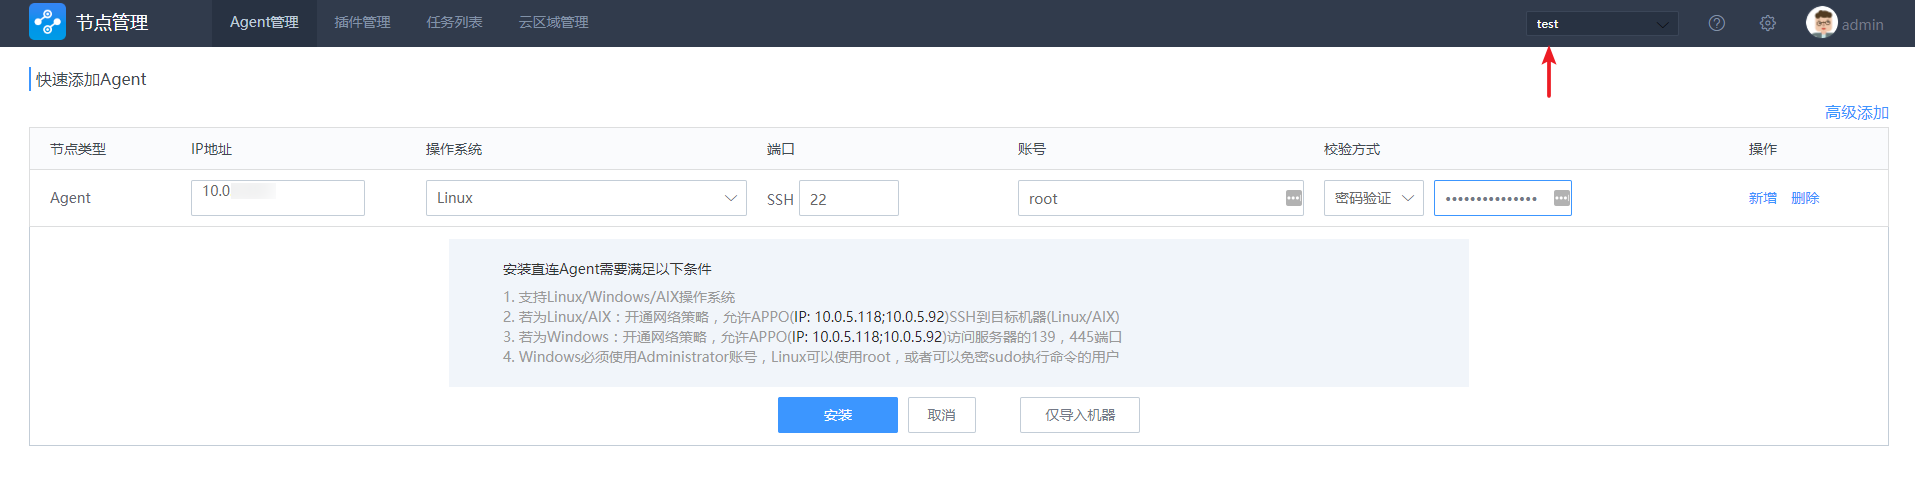 节点管理 Agent管理 插件管理 任务列表 云区域管理 test admin
快速添加Agent
高级添加
节点类型 IP地址 操作系统 端口 账号 校验方式 操作
Agent 10.0 Linux SSH 22 root 密码验证 ••••••••••••••• 新增 删除
安装直连Agent需要满足以下条件
1. 支持Linux/Windows/AIX操作系统
2. 若为Linux/AIX：开通网络策略，允许APPO(IP: 10.0.5.118;10.0.5.92)SSH到目标机器(Linux/AIX)
3. 若为Windows：开通网络策略，允许APPO(IP: 10.0.5.118;10.0.5.92)访问服务器的139，445端口
4. Windows必须使用Administrator账号，Linux可以使用root，或者可以免密sudo执行命令的用户
安装 取消 仅导入机器